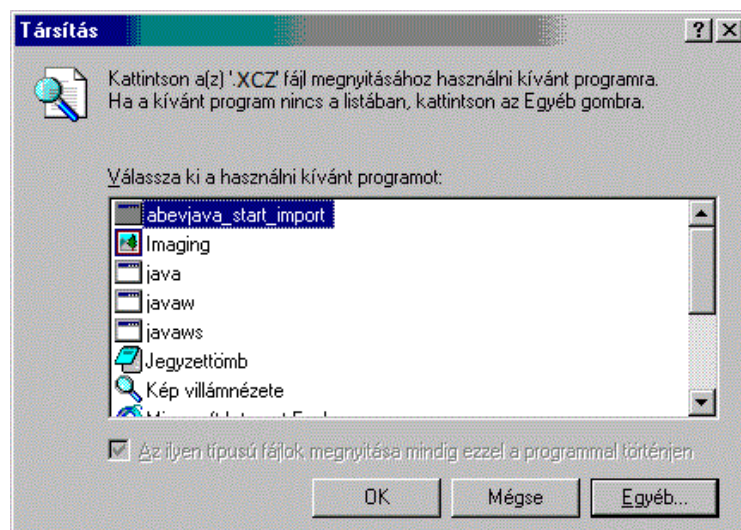 Társítás
Kattintson a(z) '.XCZ' fájl megnyitásához használni kívánt programra.
Ha a kívánt program nincs a listában, kattintson az Egyéb gombra.
Válassza ki a használni kívánt programot:
abevjava_start_import
Imaging
java
javaw
javaws
Jegyzettömb
Kép villámnézete
Az ilyen típusú fájlok megnyitása mindig ezzel a programmal történjen
OK
Mégse
Egyéb...